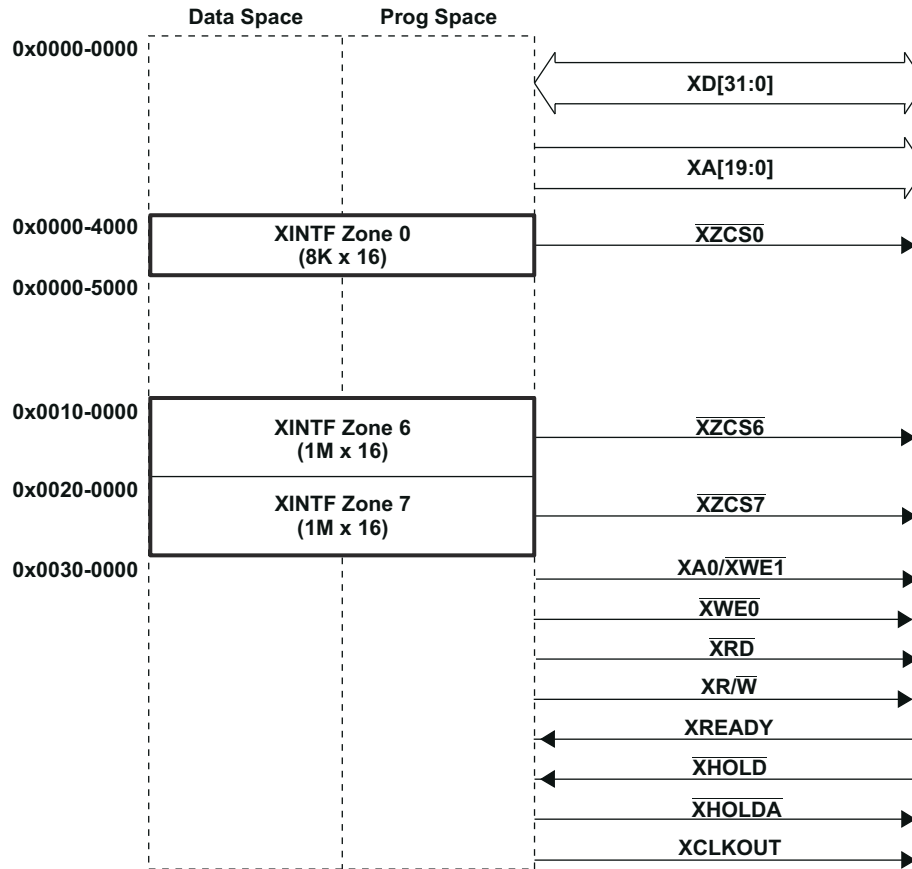 Data Space Prog Space
0x0000-0000
XD[31:0]
XA[19:0]
0x0000-4000
XINTF Zone 0
(8K x 16)
XZCS0
0x0000-5000
0x0010-0000
XINTF Zone 6
(1M x 16)
XZCS6
0x0020-0000
XINTF Zone 7
(1M x 16)
XZCS7
0x0030-0000
XA0/XWE1
XWE0
XRD
XR/W
XREADY
XHOLD
XHOLDA
XCLKOUT